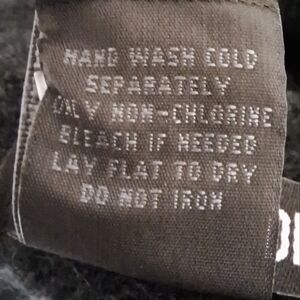 HAND WASH COLD
SEPARATELY
ONLY NON-CHLORINE
BLEACH IF NEEDED
LAY FLAT TO DRY
DO NOT IRON